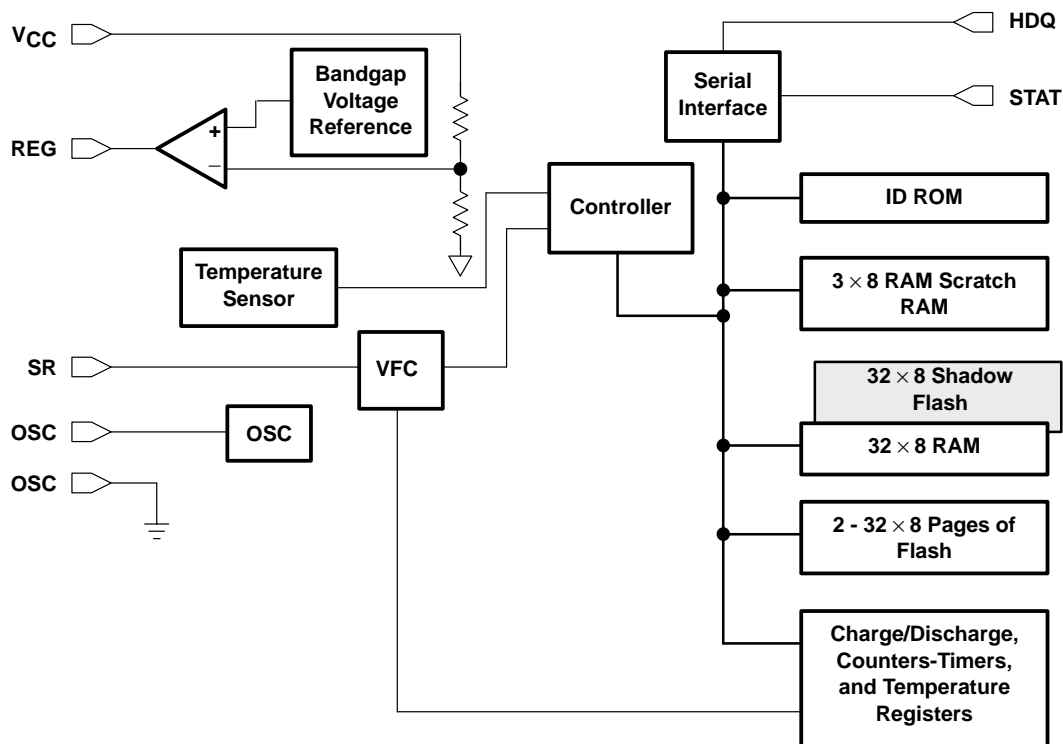 VCC
HDQ
Bandgap
Voltage
Reference
Serial
Interface
STAT
+
−
REG
ID ROM
Controller
Temperature
Sensor
3 × 8 RAM Scratch
RAM
SR
VFC
32 × 8 Shadow
Flash
OSC
OSC
32 × 8 RAM
OSC
2 - 32 × 8 Pages of
Flash
Charge/Discharge,
Counters-Timers,
and Temperature
Registers